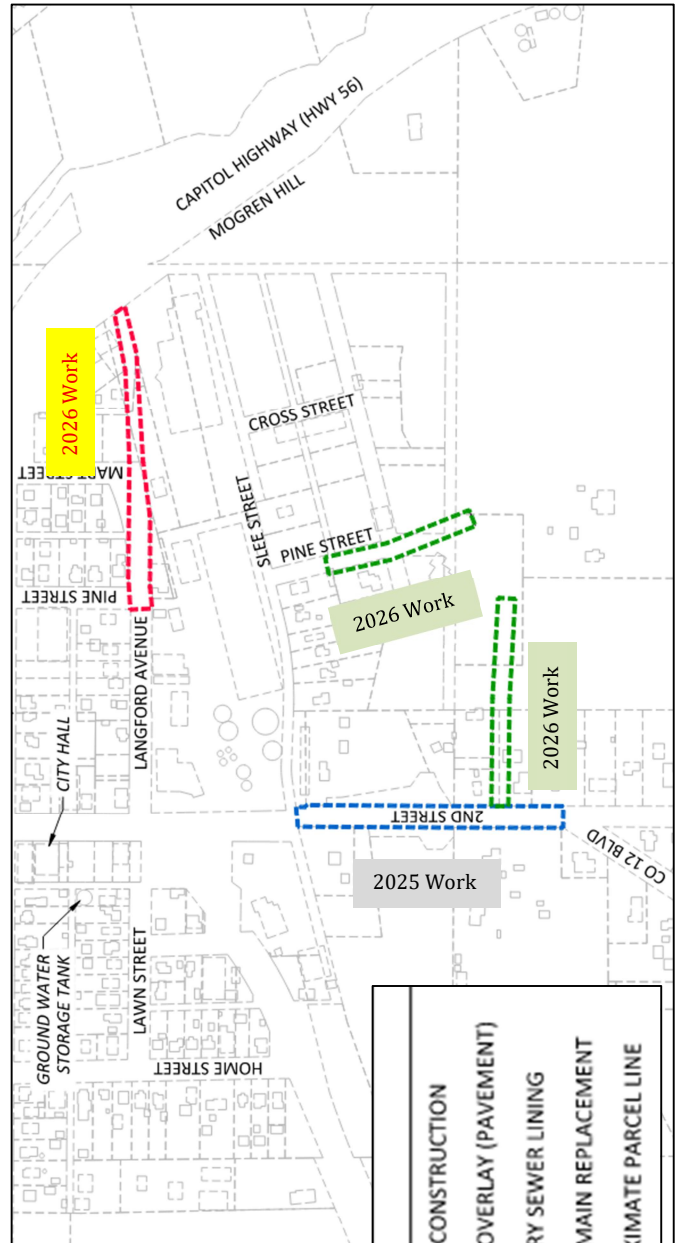 CAPITOL HIGHWAY (HWY 56)
MOGREN HILL
2026 Work
CROSS STREET
MART STREET
SLEE STREET
PINE STREET
PINE STREET
2026 Work
LANGFORD AVENUE
2026 Work
CITY HALL
2ND STREET
CO 12 BLVD
2025 Work
GROUND WATER
STORAGE TANK
LAWN STREET
HOME STREET
CONSTRUCTION
OVERLAY (PAVEMENT)
RY SEWER LINING
MAIN REPLACEMENT
XIMATE PARCEL LINE